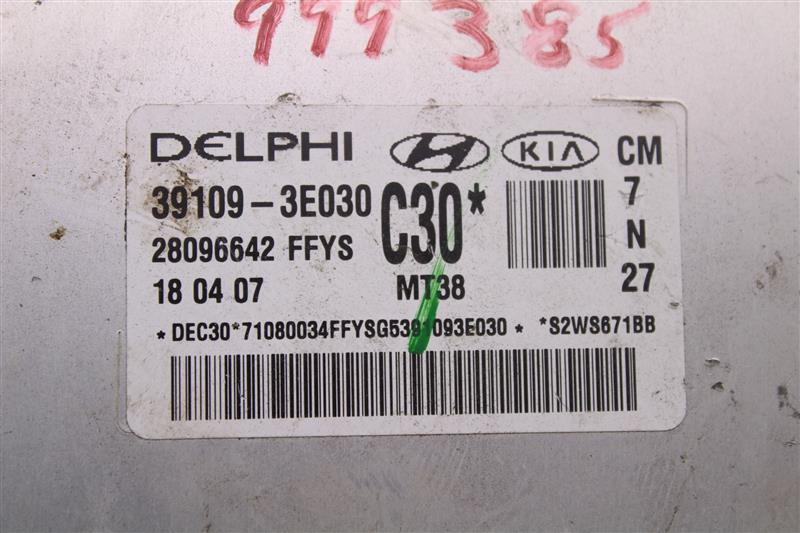 999385
DELPHI H KIA CM
39109-3E030 C30* 7
28096642 FFYS N
18 04 07 MT38 27
*DEC30*71080034FFYSG5391093E030* *S2WS671BB